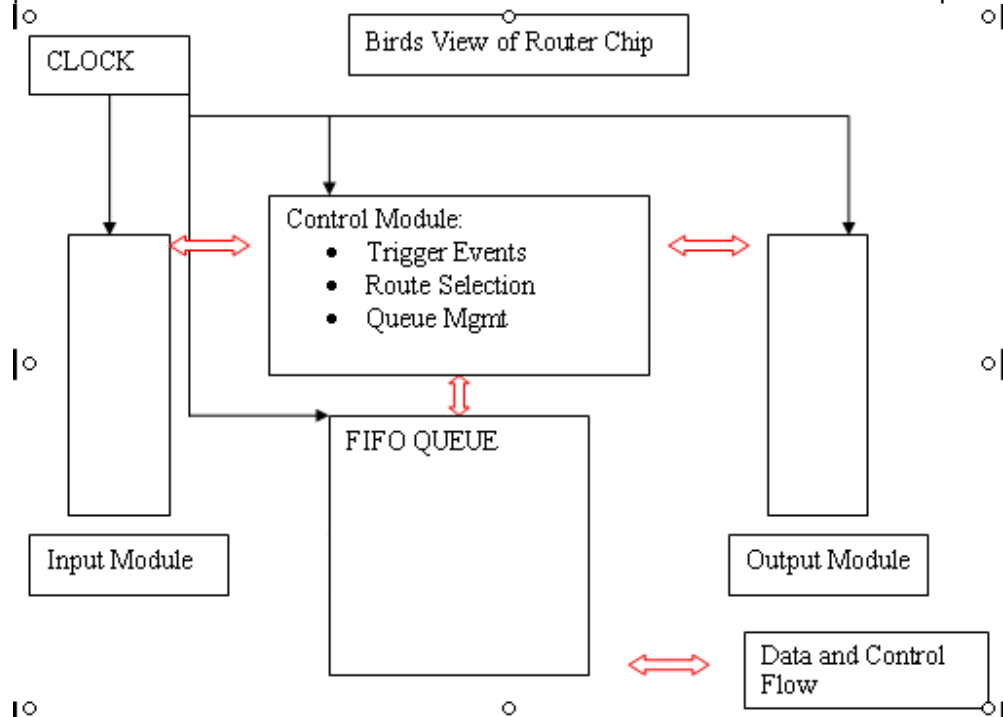 Birds View of Router Chip
CLOCK
Control Module:
• Trigger Events
• Route Selection
• Queue Mgmt
FIFO QUEUE
Input Module
Output Module
Data and Control
Flow